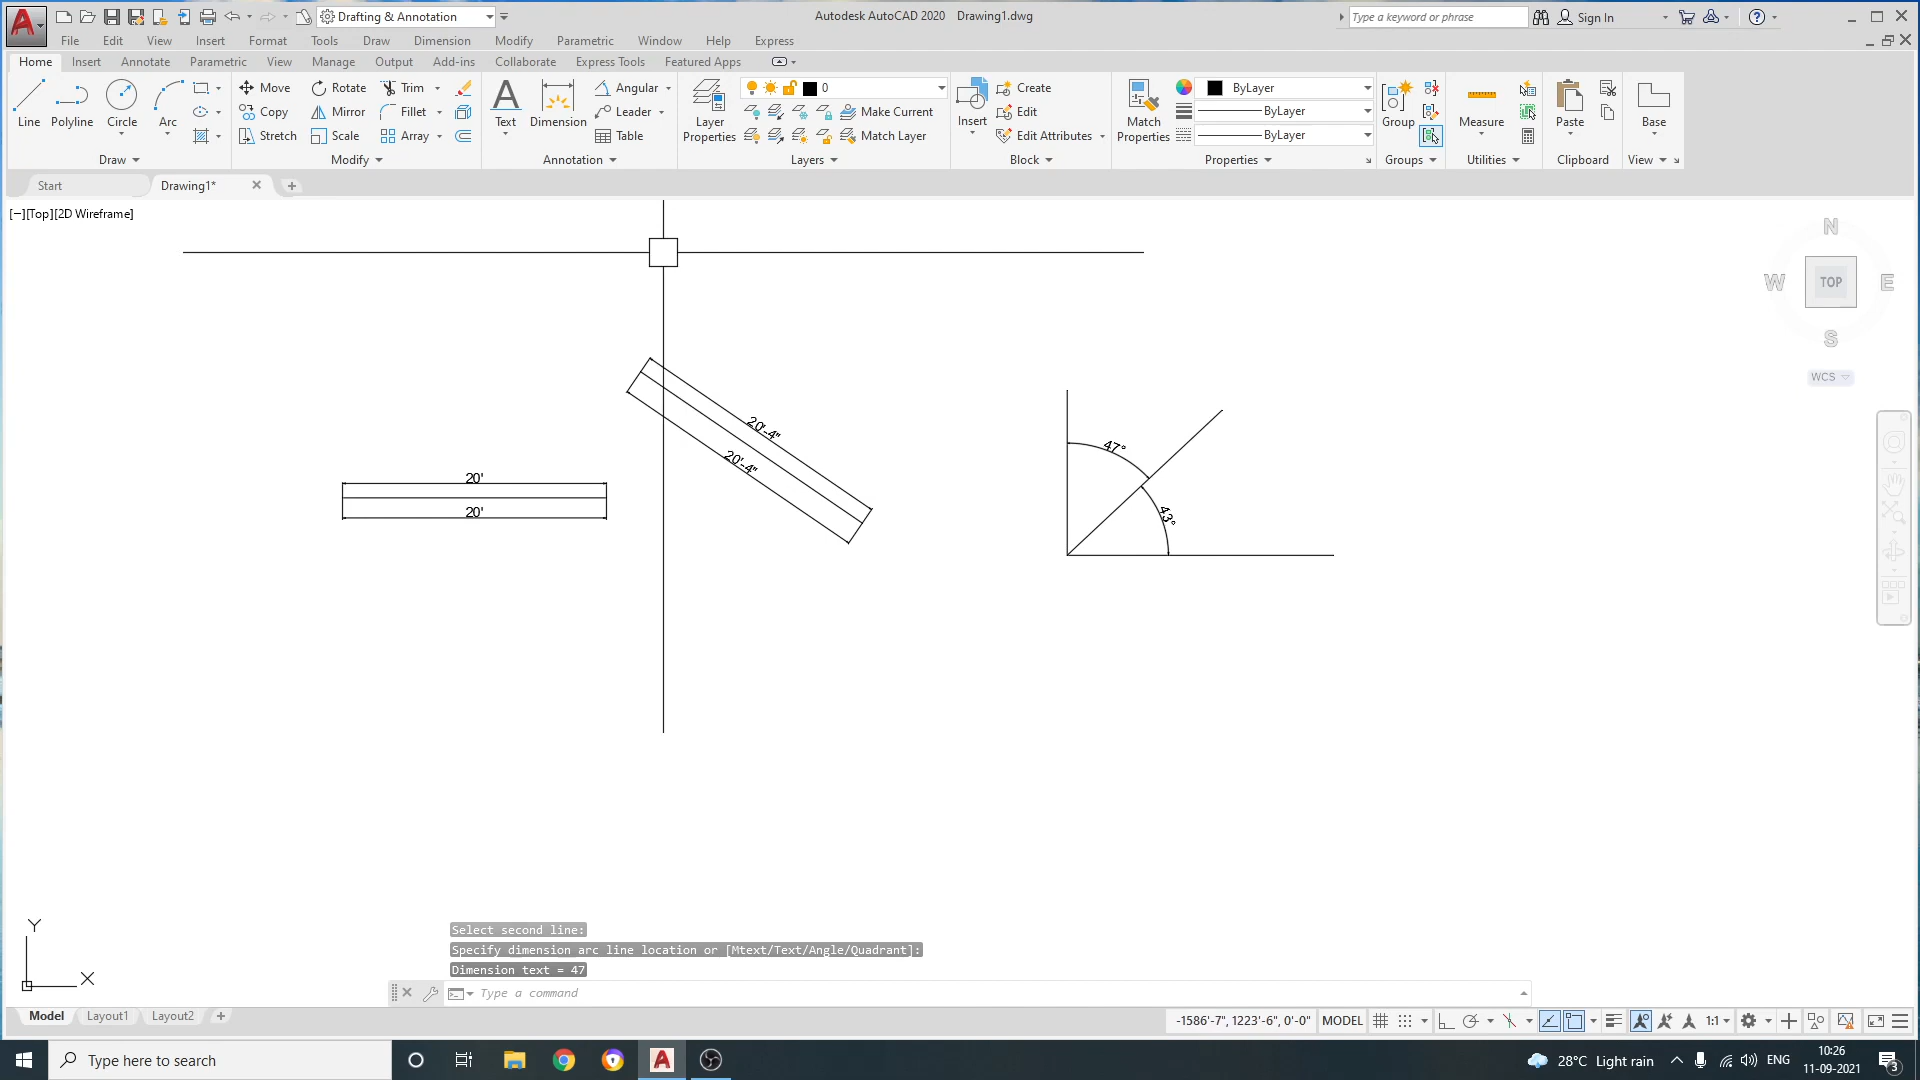 Drafting & Annotation
Autodesk AutoCAD 2020 Drawing1.dwg
Type a keyword or phrase
Sign In
File Edit View Insert Format Tools Draw Dimension Modify Parametric Window Help Express
Home Insert Annotate Parametric View Manage Output Add-ins Collaborate Express Tools Featured Apps
Line Polyline Circle Arc
Move Rotate Trim
Copy Mirror Fillet
Stretch Scale Array
Text Dimension
Angular
Leader
Table
Layer Properties
0
Make Current
Match Layer
Insert
Create
Edit
Edit Attributes
Match Properties
ByLayer
ByLayer
ByLayer
Group
Measure
Paste
Base
Draw Modify Annotation Layers Block Properties Groups Utilities Clipboard View
Start Drawing1*
[−][Top][2D Wireframe]
N
W TOP E
S
WCS
20'-4"
20'-4"
20'
20'
47°
43°
Y
X
Select second line:
Specify dimension arc line location or [Mtext/Text/Angle/Quadrant]:
Dimension text = 47
Type a command
Model Layout1 Layout2
-1586'-7", 1223'-6", 0'-0" MODEL 1:1
Type here to search
A
28°C Light rain ENG
10:26
11-09-2021
3